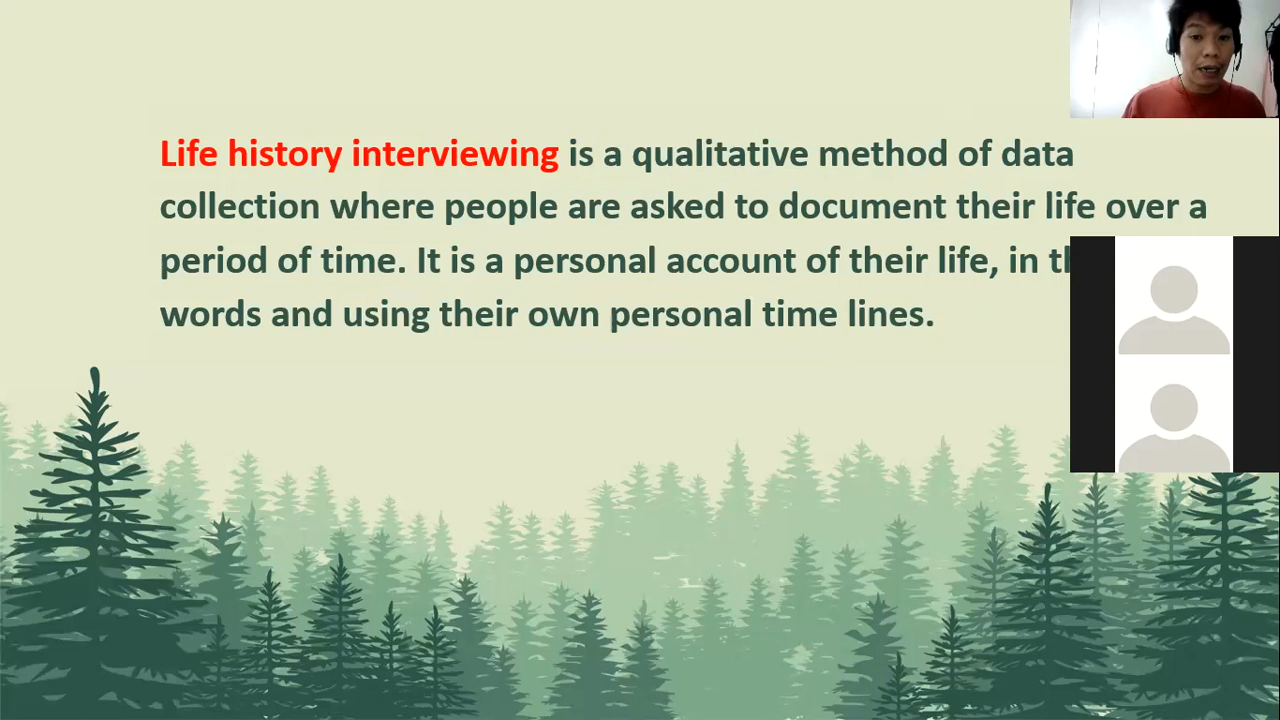 Life history interviewing is a qualitative method of data
collection where people are asked to document their life over a
period of time. It is a personal account of their life, in
words and using their own personal time lines.